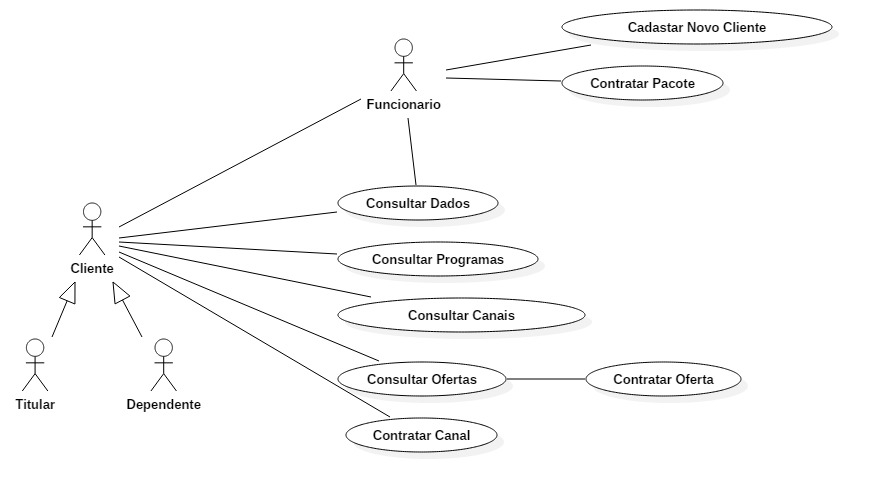 Cadastar Novo Cliente
Contratar Pacote
Funcionario
Consultar Dados
Cliente
Consultar Programas
Consultar Canais
Consultar Ofertas
Contratar Oferta
Titular
Dependente
Contratar Canal